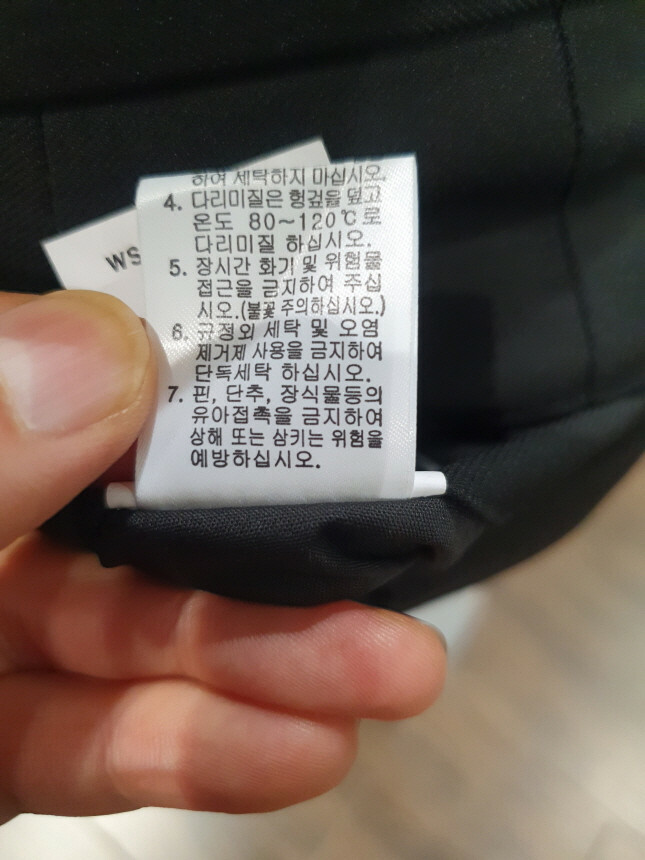 하여 세탁하지 마십시오.
4. 다리미질은 헝겊을 덮고
온도 80~120℃로
다리미질 하십시오.
5. 장시간 화기 및 위험물
접근을 금지하여 주십
시오.(불꽃 주의하십시오.)
6. 규정외 세탁 및 오염
제거제 사용을 금지하여
단독세탁 하십시오.
7. 핀, 단추, 장식물등의
유아접촉을 금지하여
상해 또는 삼키는 위험을
예방하십시오.
WS